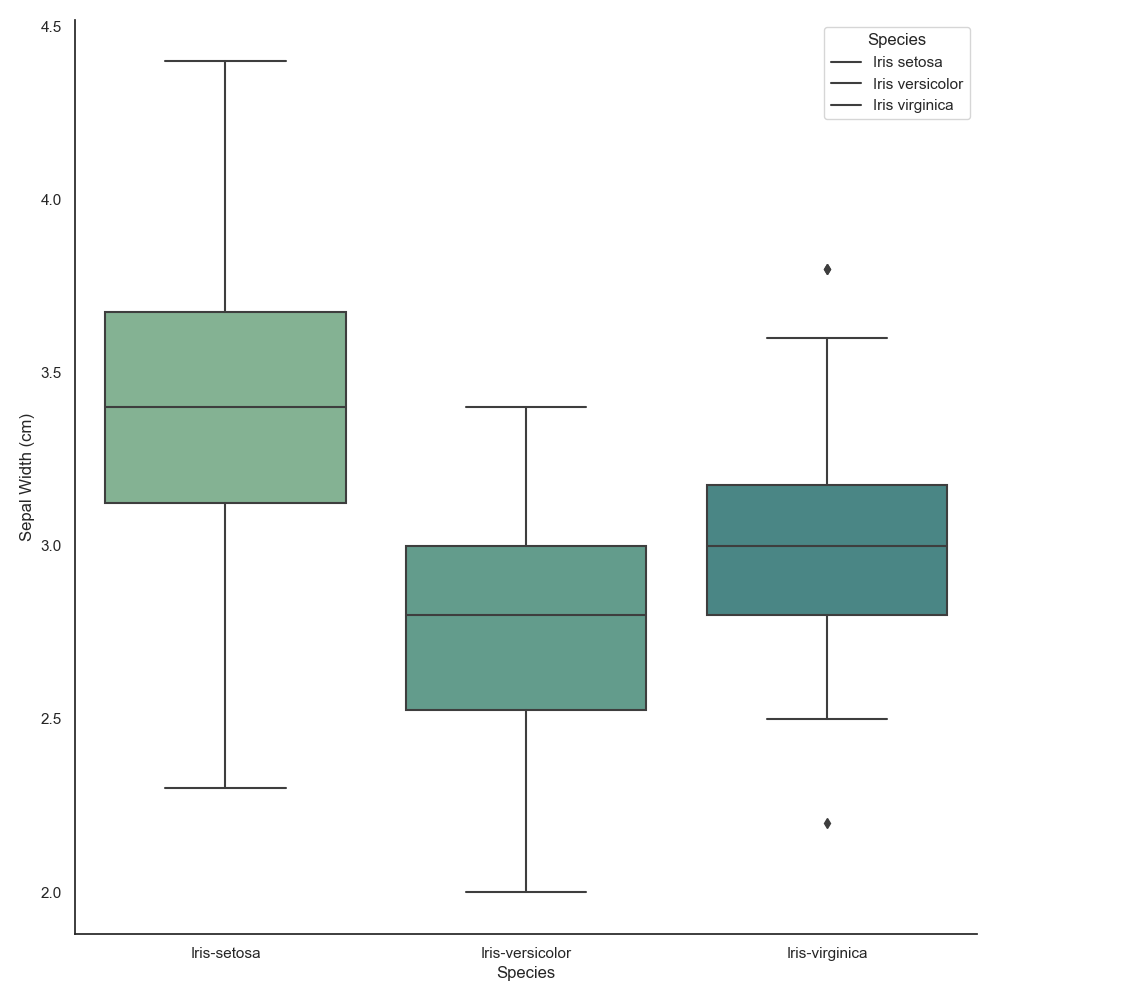 4.5
4.0
3.5
3.0
2.5
2.0
Sepal Width (cm)
Species
Iris setosa
Iris versicolor
Iris virginica
Iris-setosa
Iris-versicolor
Iris-virginica
Species